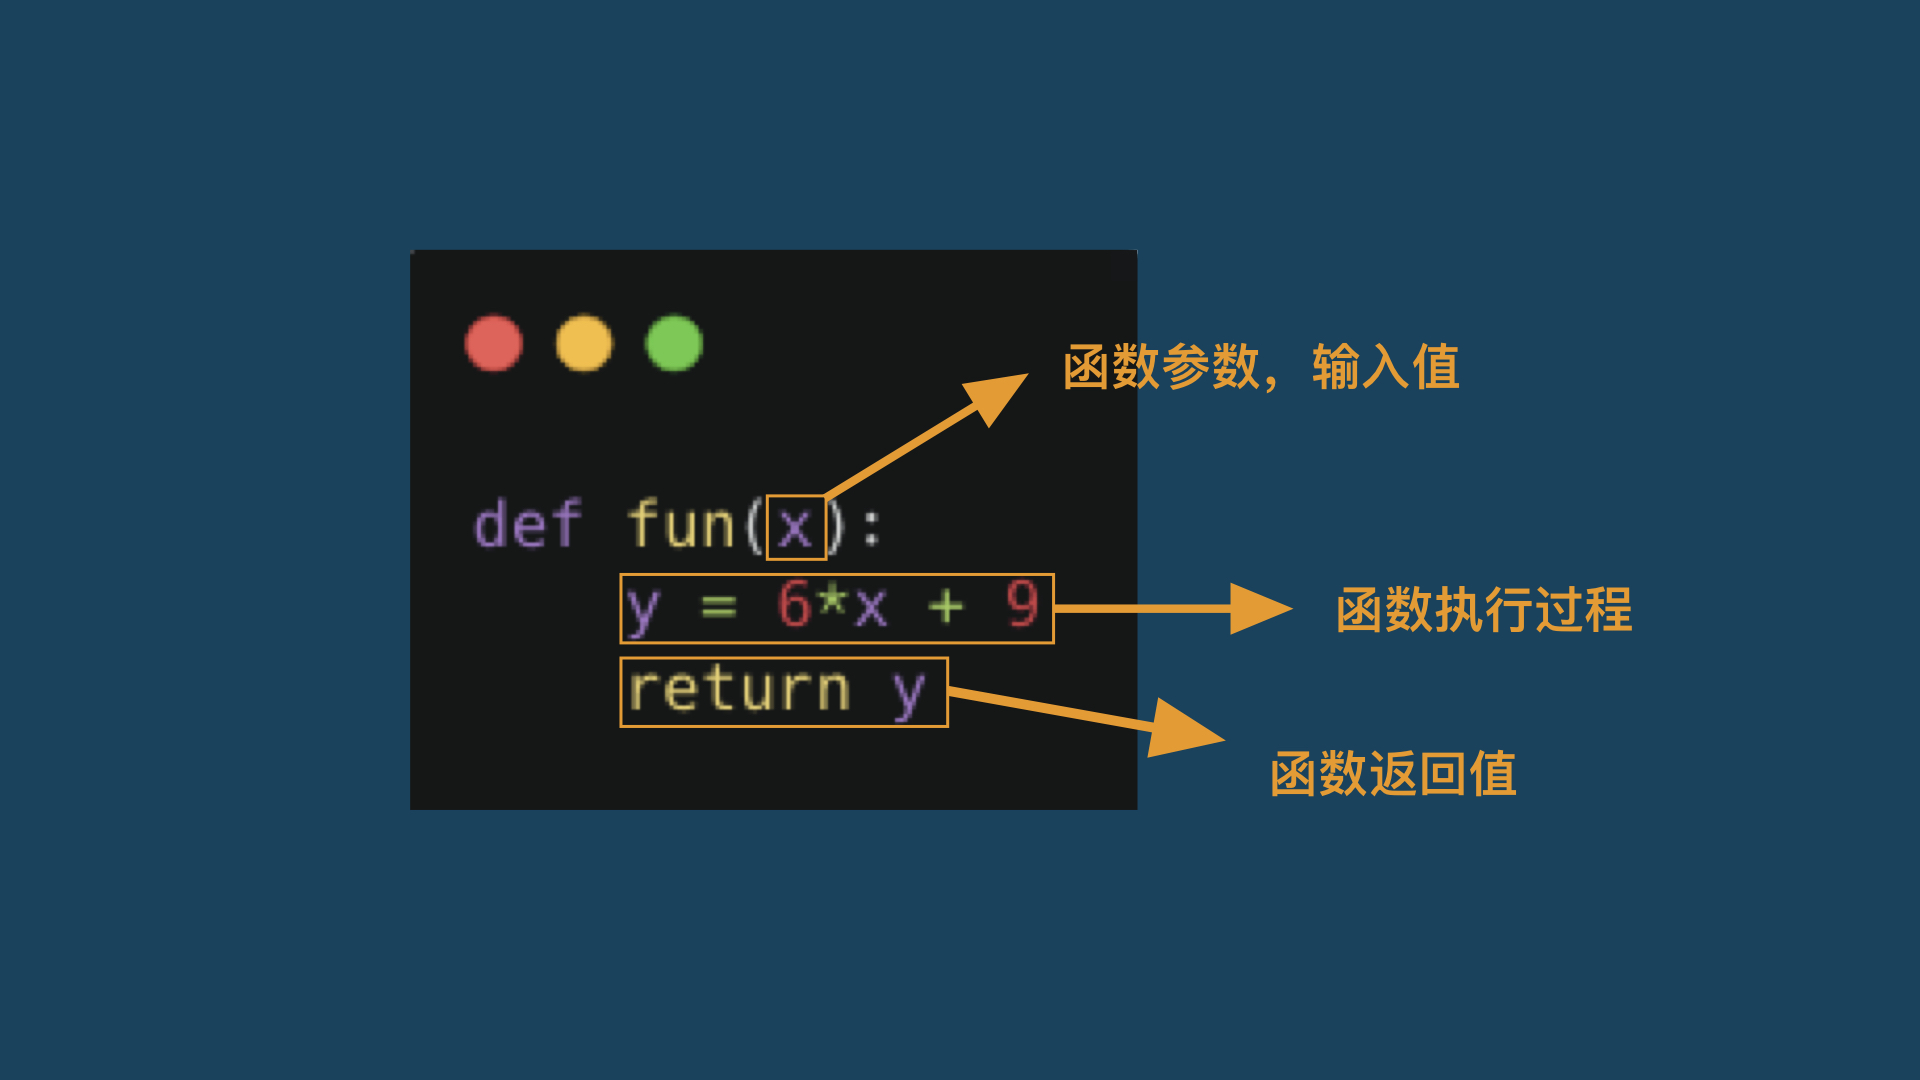 函数参数，输入值
def fun(x):
y = 6*x + 9
函数执行过程
return y
函数返回值